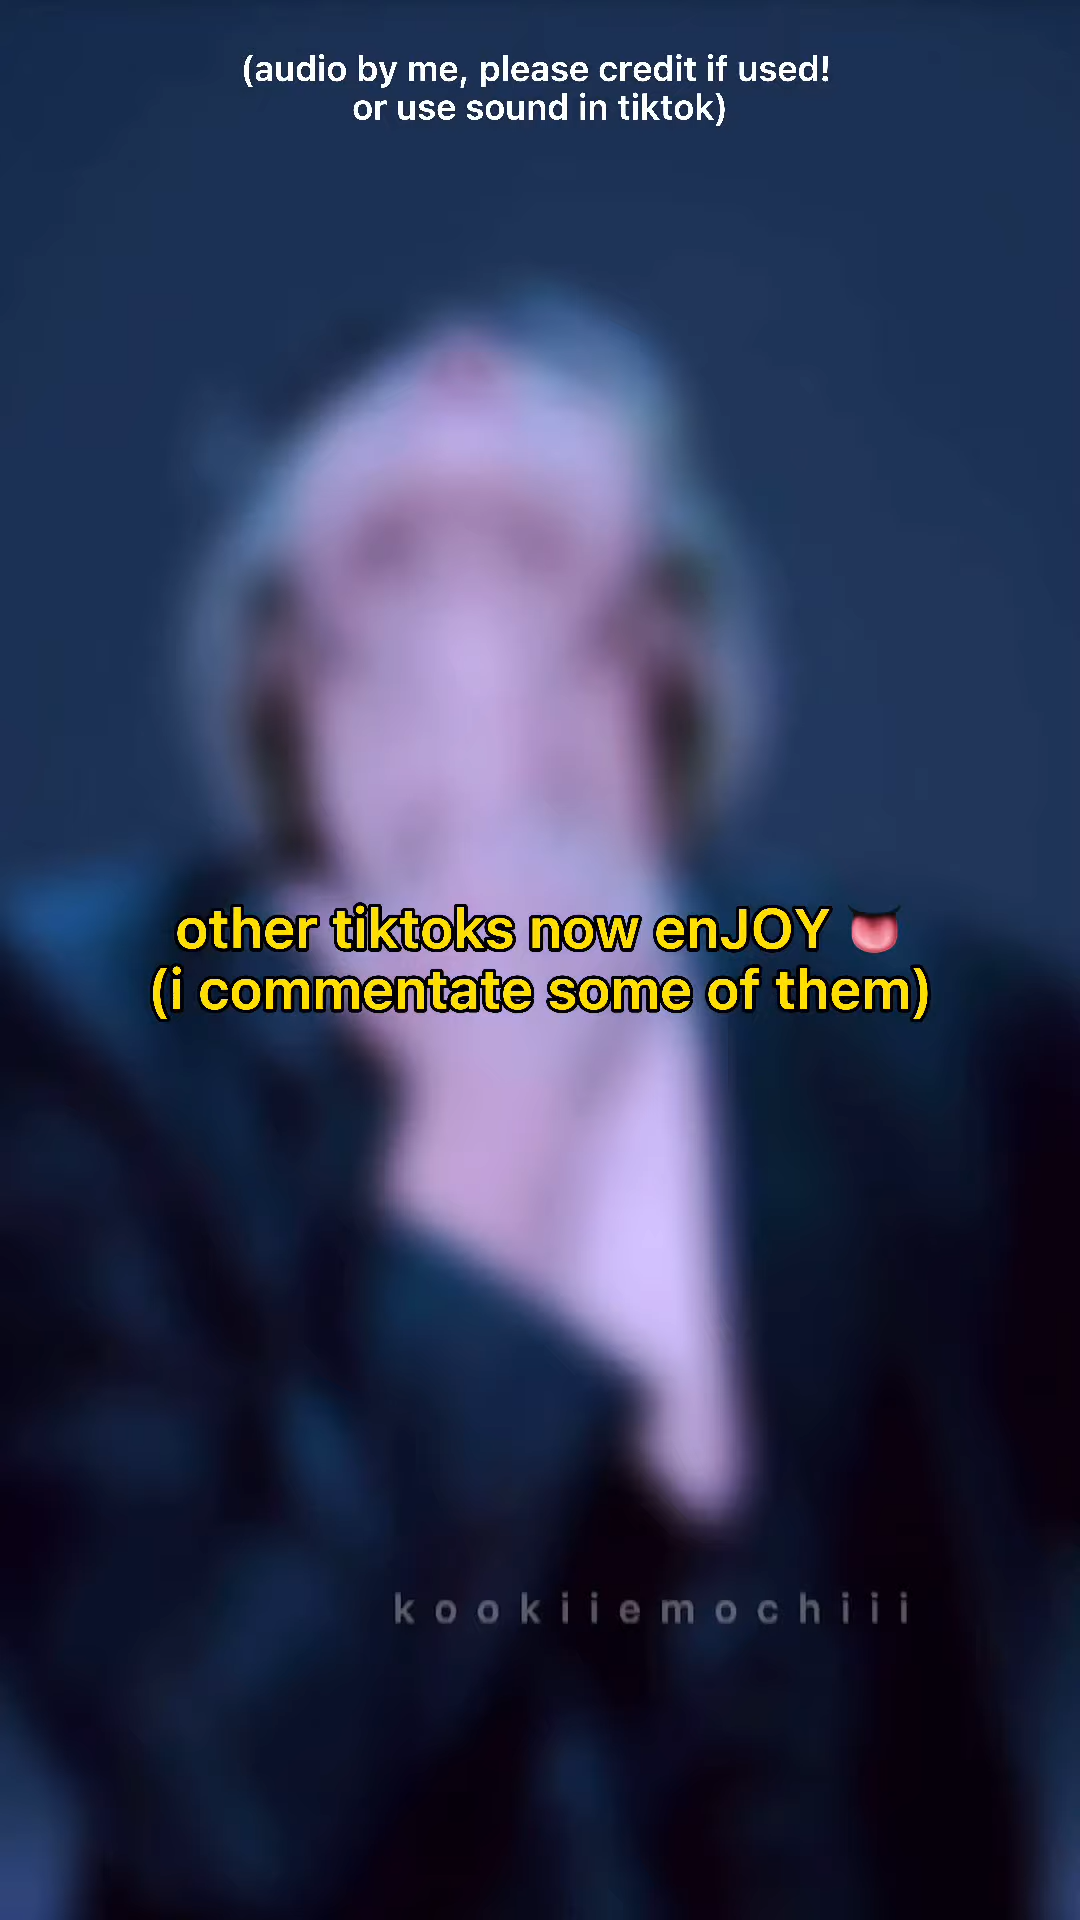 (audio by me, please credit if used!
or use sound in tiktok)
other tiktoks now enJOY 👅
(i commentate some of them)
kookiiemochiii